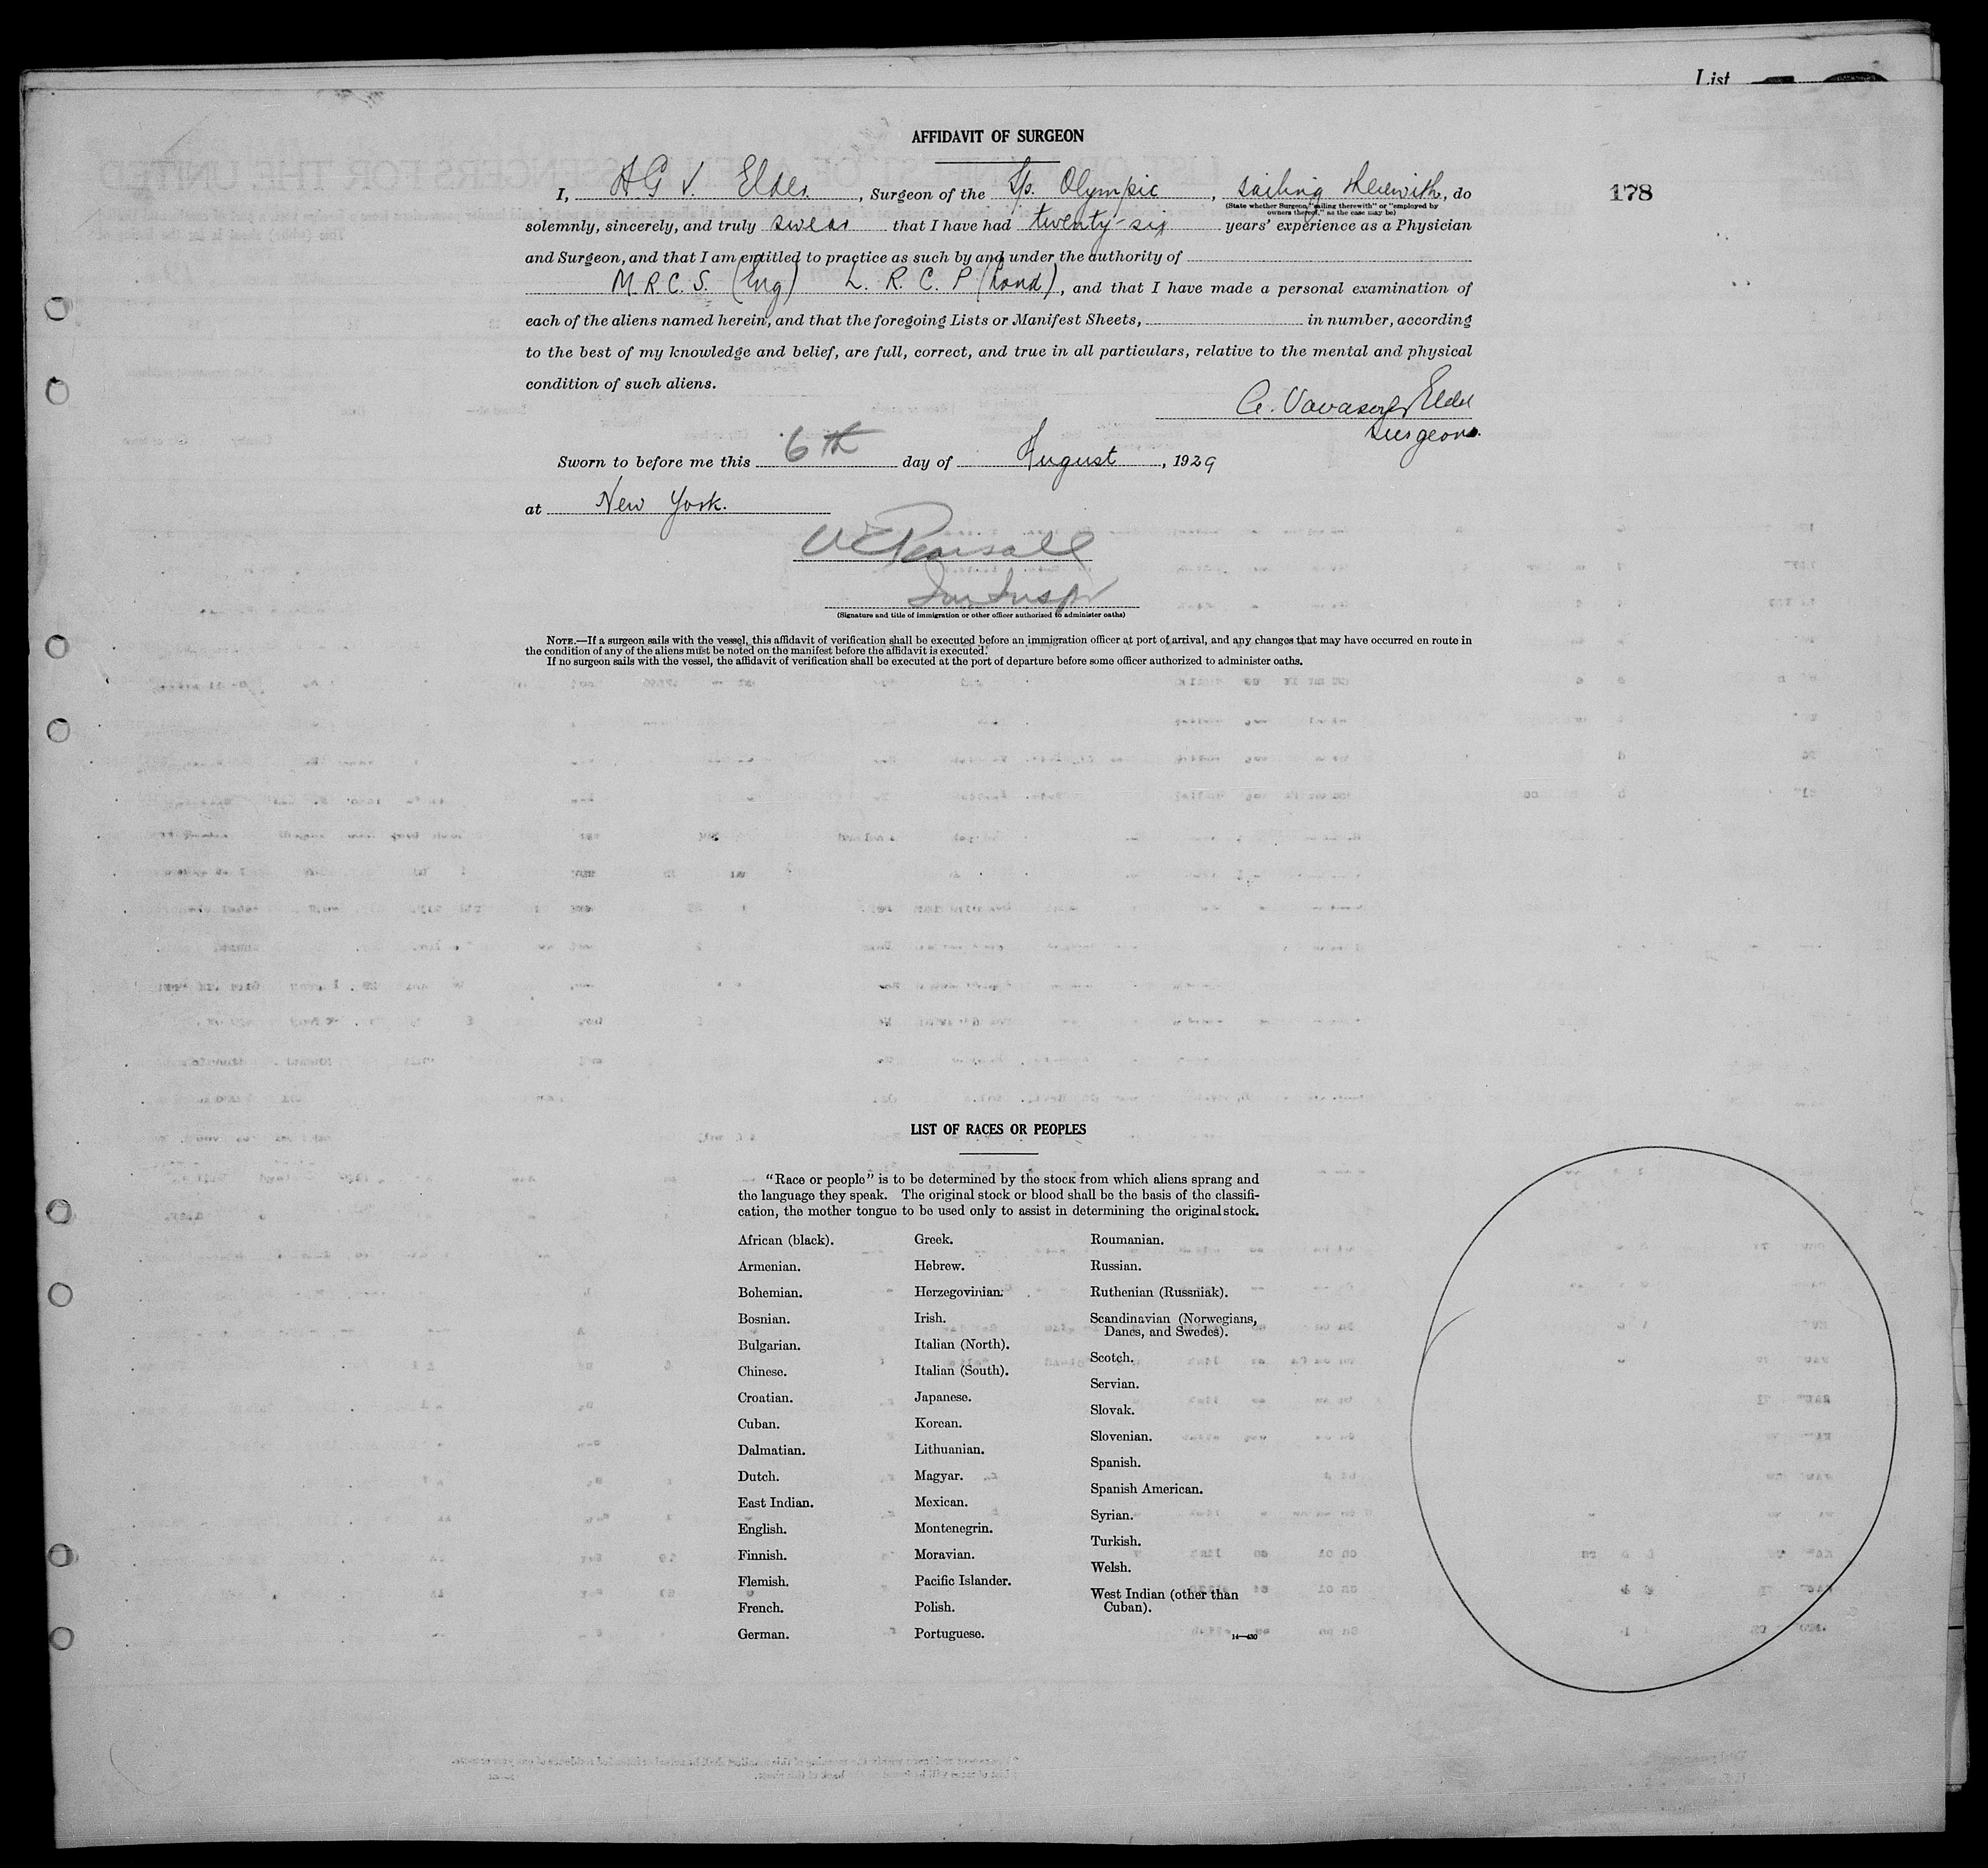 List
AFFIDAVIT OF SURGEON
I, A G V. Elder, Surgeon of the Sp. Olympic, sailing therewith, do
178
(State whether Surgeon "sailing therewith" or "employed by
owners thereof," as the case may be)
solemnly, sincerely, and truly swear that I have had twenty-six years' experience as a Physician
and Surgeon, and that I am entitled to practice as such by and under the authority of
M.R.C.S. (Eng) L. R. C. P (Lond), and that I have made a personal examination of
each of the aliens named herein, and that the foregoing Lists or Manifest Sheets, in number, according
to the best of my knowledge and belief, are full, correct, and true in all particulars, relative to the mental and physical
condition of such aliens.
G. Vavasour Elder
Surgeon.
Sworn to before me this 6th day of August, 1929
at New York.
Pearsall
Imm Inspr
(Signature and title of immigration or other officer authorized to administer oaths)
NOTE.—If a surgeon sails with the vessel, this affidavit of verification shall be executed before an immigration officer at port of arrival, and any changes that may have occurred en route in
the condition of any of the aliens must be noted on the manifest before the affidavit is executed.
If no surgeon sails with the vessel, the affidavit of verification shall be executed at the port of departure before some officer authorized to administer oaths.
LIST OF RACES OR PEOPLES
"Race or people" is to be determined by the stock from which aliens sprang and
the language they speak. The original stock or blood shall be the basis of the classifi-
cation, the mother tongue to be used only to assist in determining the original stock.
African (black).
Armenian.
Bohemian.
Bosnian.
Bulgarian.
Chinese.
Croatian.
Cuban.
Dalmatian.
Dutch.
East Indian.
English.
Finnish.
Flemish.
French.
German.
Greek.
Hebrew.
Herzegovinian.
Irish.
Italian (North).
Italian (South).
Japanese.
Korean.
Lithuanian.
Magyar.
Mexican.
Montenegrin.
Moravian.
Pacific Islander.
Polish.
Portuguese.
Roumanian.
Russian.
Ruthenian (Russniak).
Scandinavian (Norwegians,
Danes, and Swedes).
Scotch.
Servian.
Slovak.
Slovenian.
Spanish.
Spanish American.
Syrian.
Turkish.
Welsh.
West Indian (other than
Cuban).
14—430